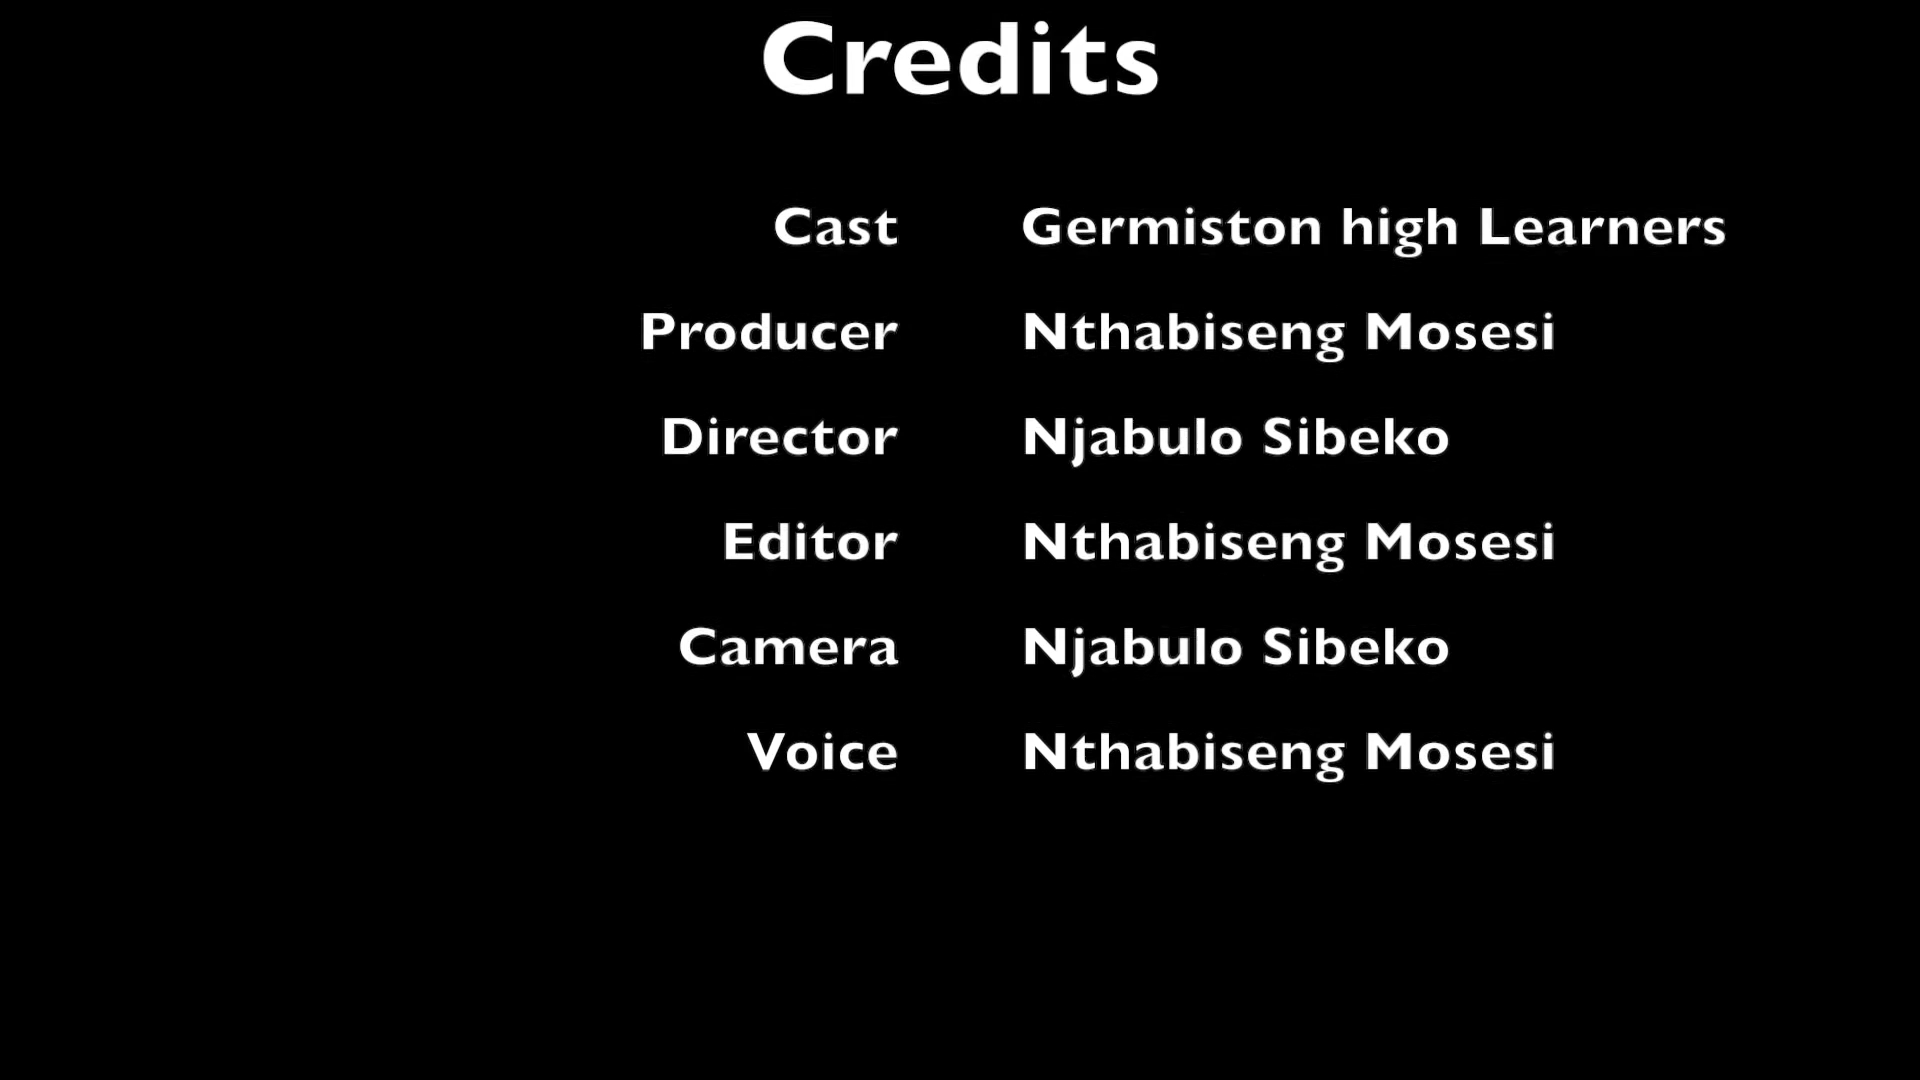 Credits
Cast Germiston high Learners
Producer Nthabiseng Mosesi
Director Njabulo Sibeko
Editor Nthabiseng Mosesi
Camera Njabulo Sibeko
Voice Nthabiseng Mosesi